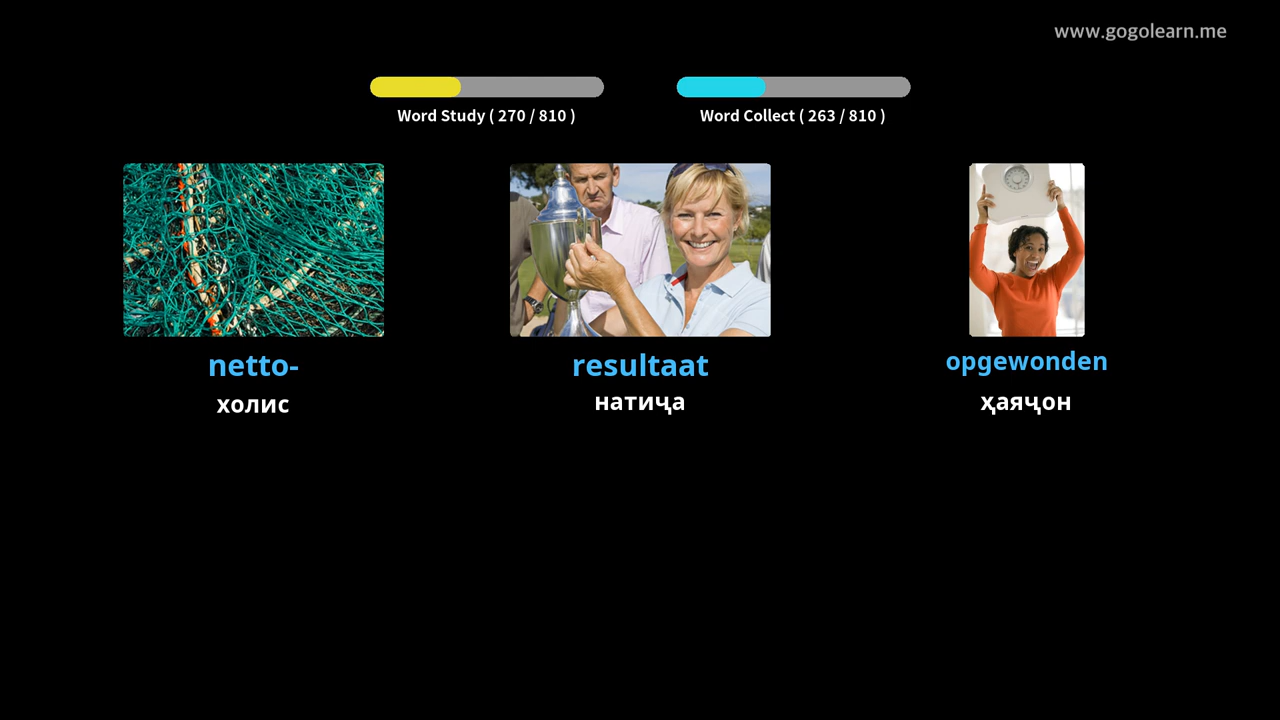 www.gogolearn.me
Word Study ( 270 / 810 )
Word Collect ( 263 / 810 )
netto-
холис
resultaat
натиҷа
opgewonden
ҳаяҷон